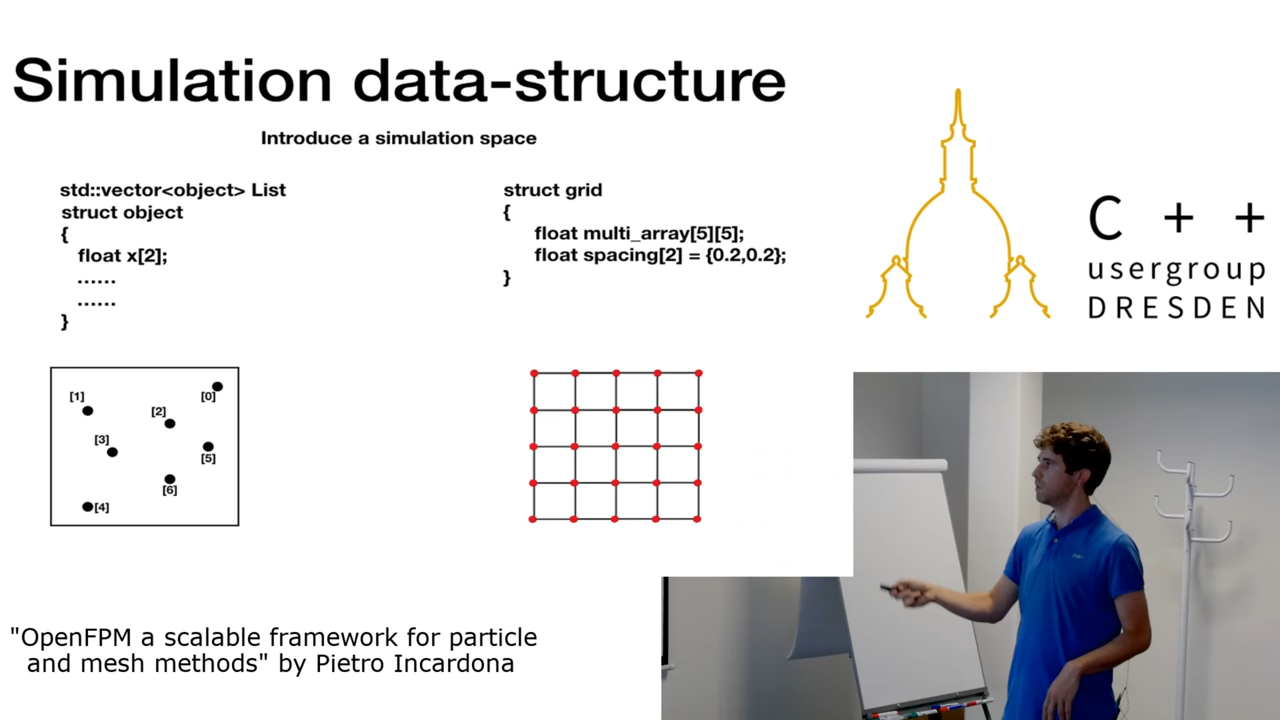 Simulation data-structure
Introduce a simulation space
std::vector<object> List
struct object
{
float x[2];
......
......
}
struct grid
{
float multi_array[5][5];
float spacing[2] = {0.2,0.2};
}
[0]
[1]
[2]
[3]
[5]
[6]
[4]
C + +
usergroup
DRESDEN
"OpenFPM a scalable framework for particle
and mesh methods" by Pietro Incardona